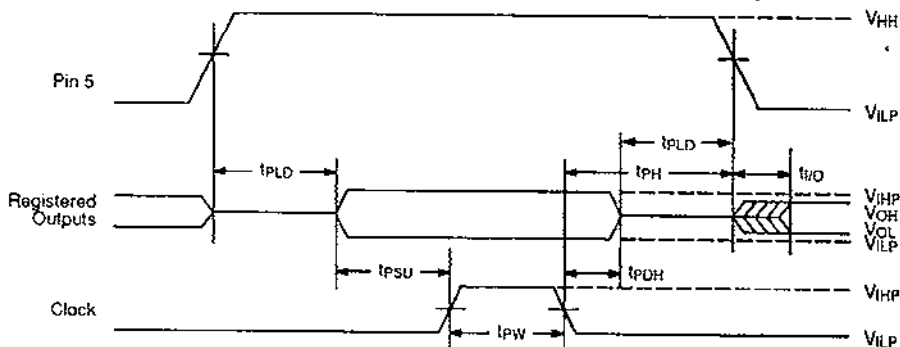 VHH
Pin 5
VILP
tPLD
tPLD
tPH
tI/O
Registered
Outputs
VIHP
VOH
VOL
VILP
tPSU
tPDH
VIHP
Clock
tPW
VILP